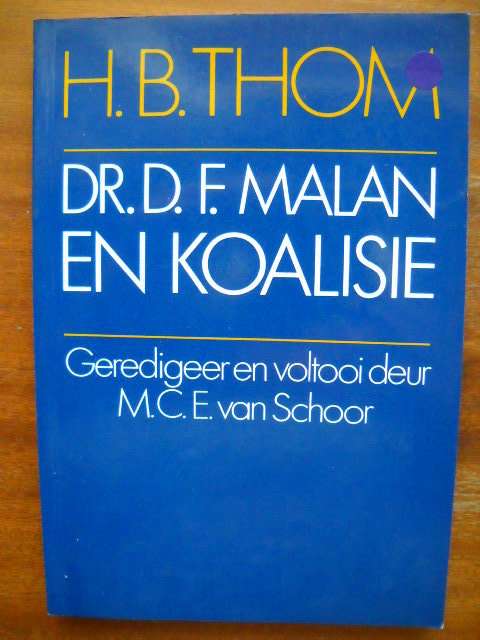 H. B. THOM
DR. D. F. MALAN
EN KOALISIE
Geredigeer en voltooi deur
M.C.E. van Schoor